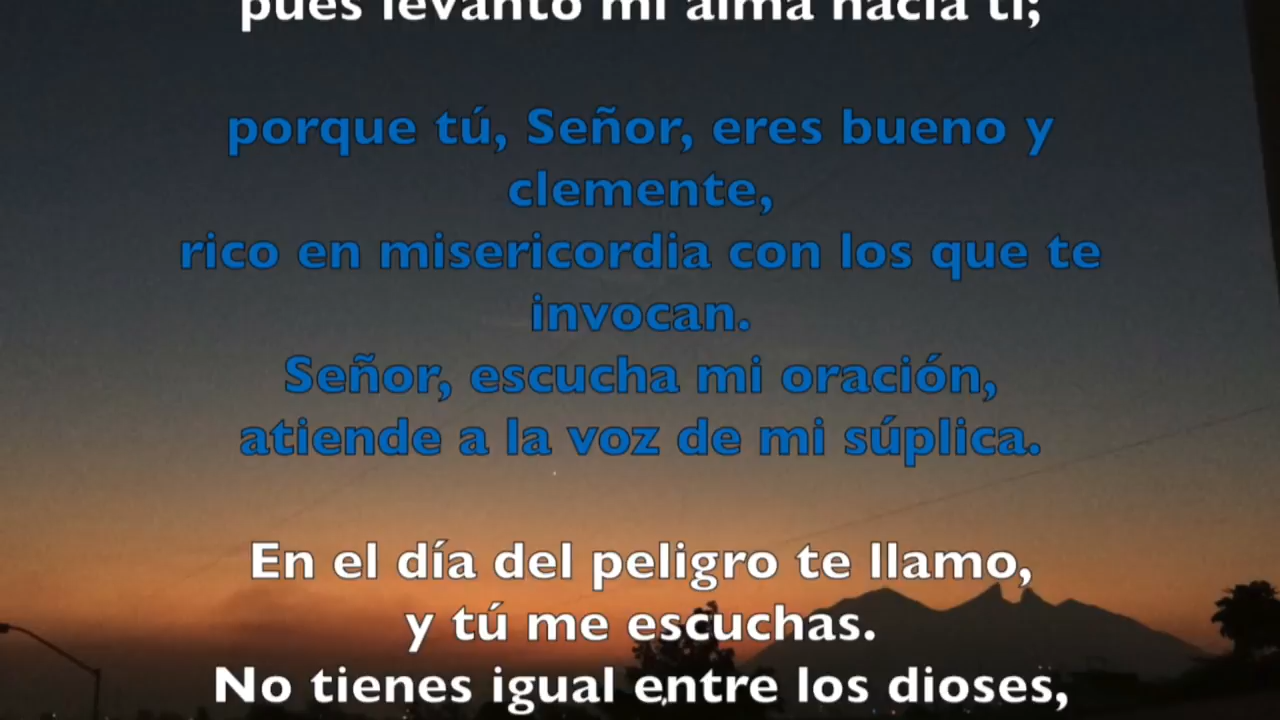 pues levanto mi alma hacia ti;
porque tú, Señor, eres bueno y
clemente,
rico en misericordia con los que te
invocan.
Señor, escucha mi oración,
atiende a la voz de mi súplica.
En el día del peligro te llamo,
y tú me escuchas.
No tienes igual entre los dioses,